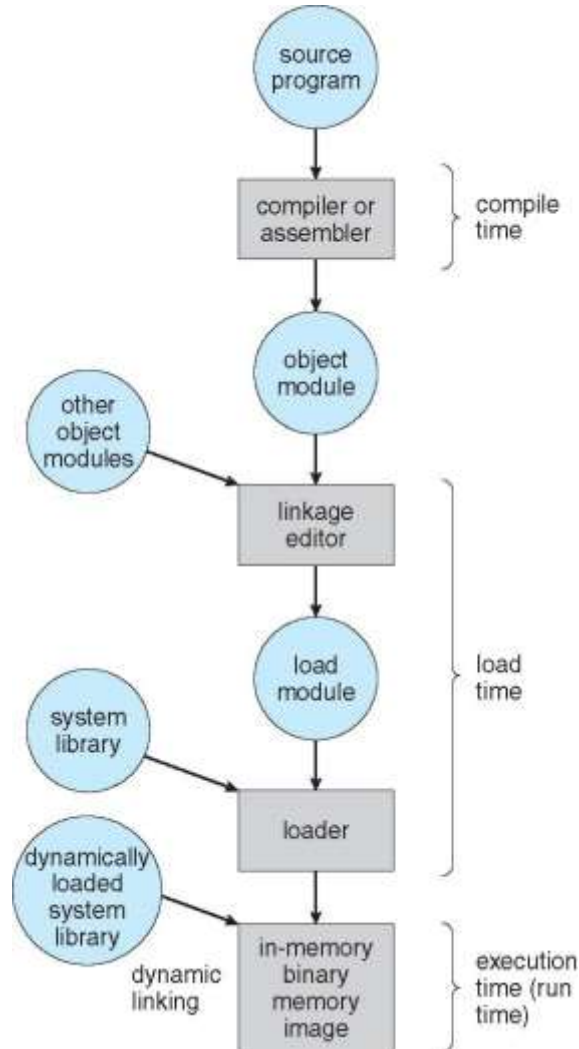 source
program
compiler or
assembler
compile
time
object
module
other
object
modules
linkage
editor
load
module
load
time
system
library
loader
dynamically
loaded
system
library
dynamic
linking
in-memory
binary
memory
image
execution
time (run
time)